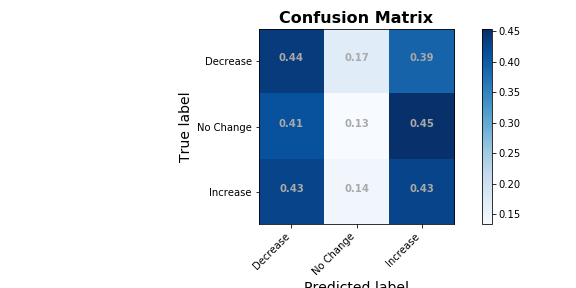 Confusion Matrix
True label
Decrease 0.44 0.17 0.39
No Change 0.41 0.13 0.45
Increase 0.43 0.14 0.43
Decrease No Change Increase
Predicted label
0.45
0.40
0.35
0.30
0.25
0.20
0.15